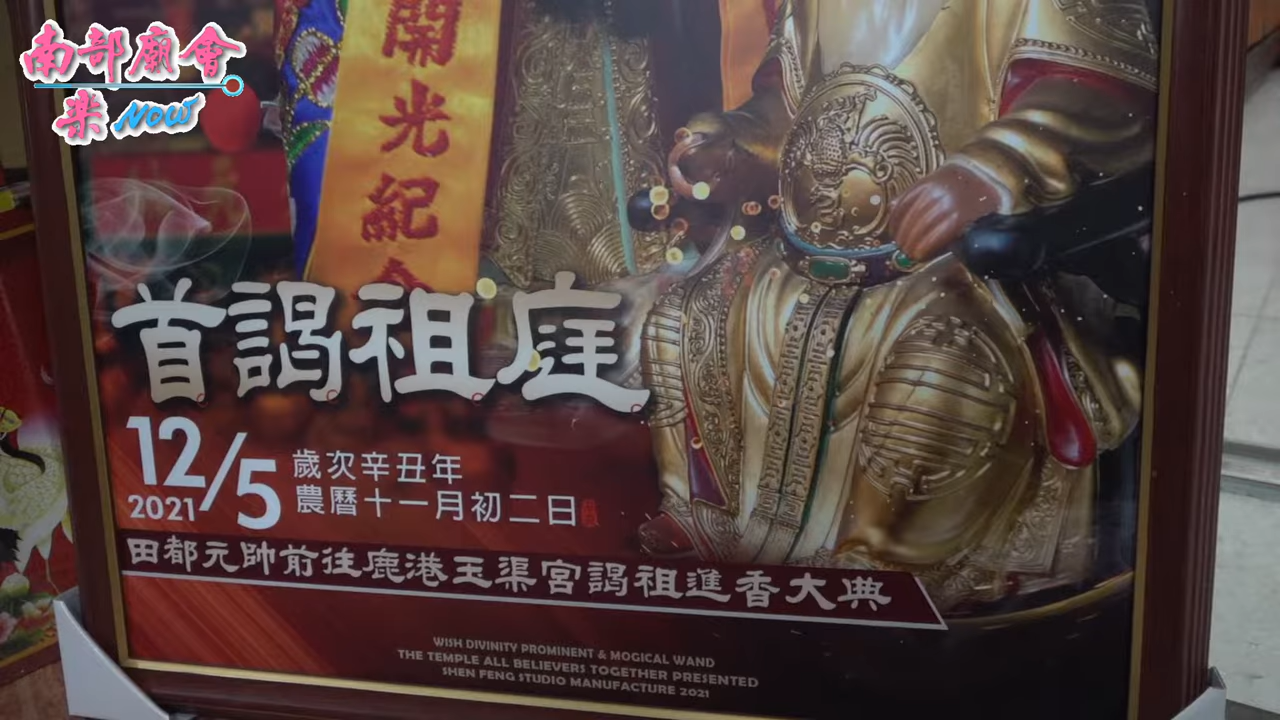 南部廟會
楽 NOW
開光紀念
首謁祖庭
12/5
2021
歲次辛丑年
農曆十一月初二日
田都元帥前往鹿港玉渠宮謁祖進香大典
WISH DIVINITY PROMINENT & MOGICAL WAND
THE TEMPLE ALL BELIEVERS TOGETHER PRESENTED
SHEN FENG STUDIO MANUFACTURE 2021